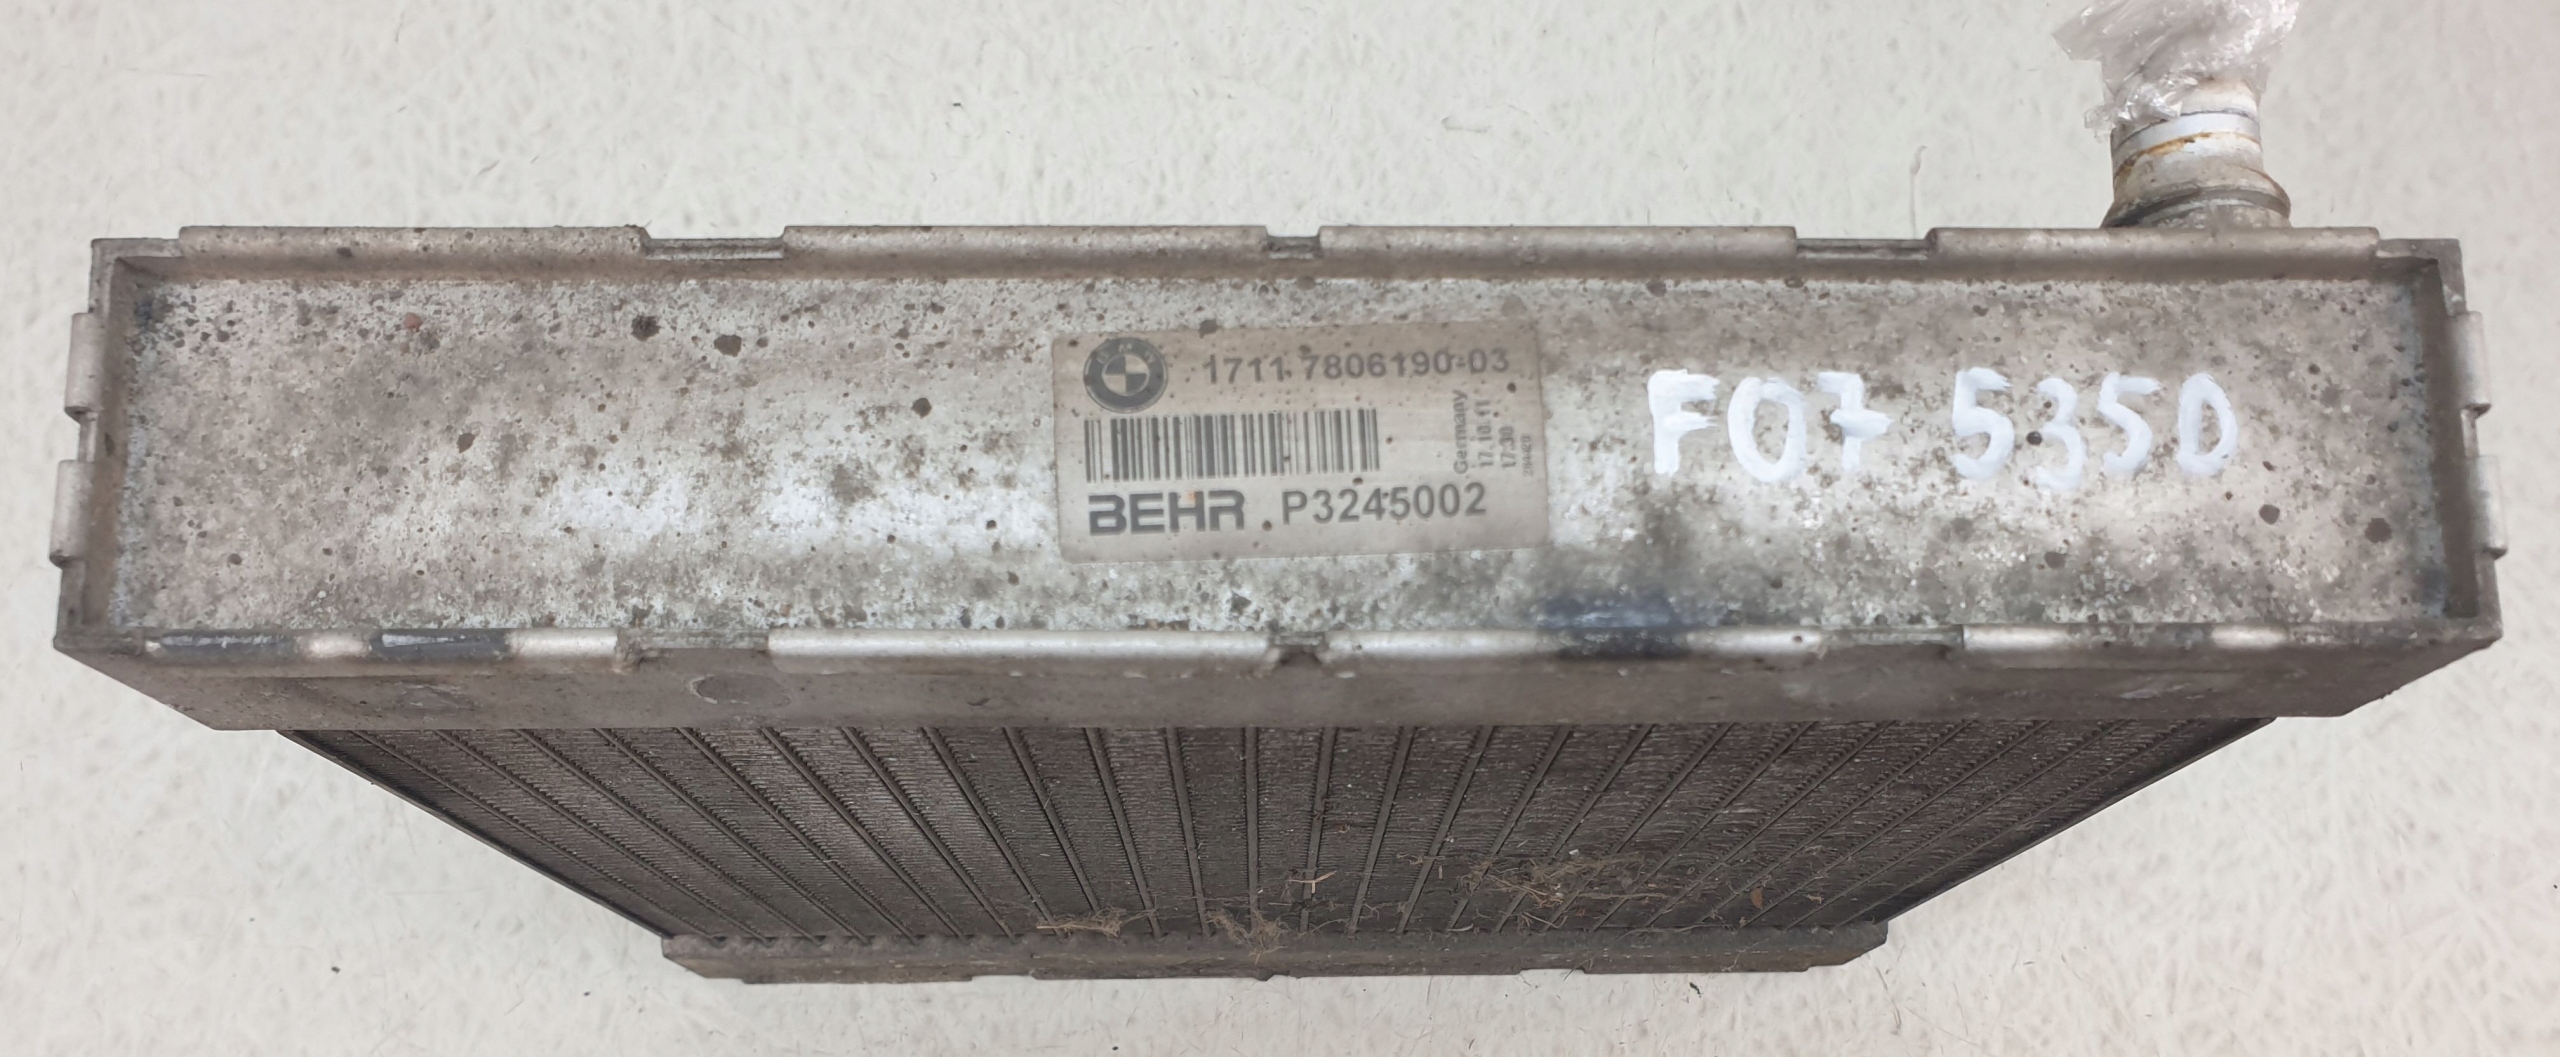 1711 7806190-03
Germany
17.10.11
17:30
BEHR P3245002
F07 535D